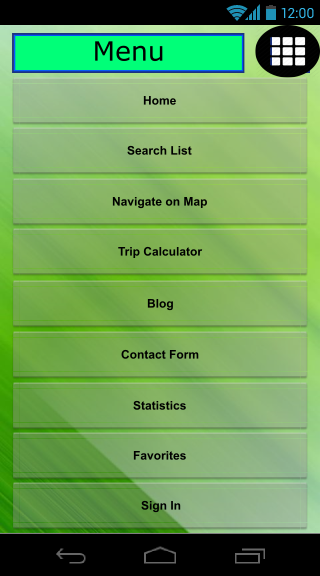 12:00
Menu
Home
Search List
Navigate on Map
Trip Calculator
Blog
Contact Form
Statistics
Favorites
Sign In